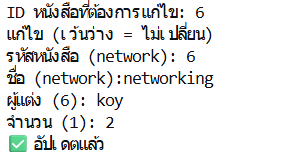 ID หนังสือที่ต้องการแก้ไข: 6
แก้ไข (เว้นว่าง = ไม่เปลี่ยน)
รหัสหนังสือ (network): 6
ชื่อ (network):networking
ผู้แต่ง (6): koy
จำนวน (1): 2
✅ อัปเดตแล้ว